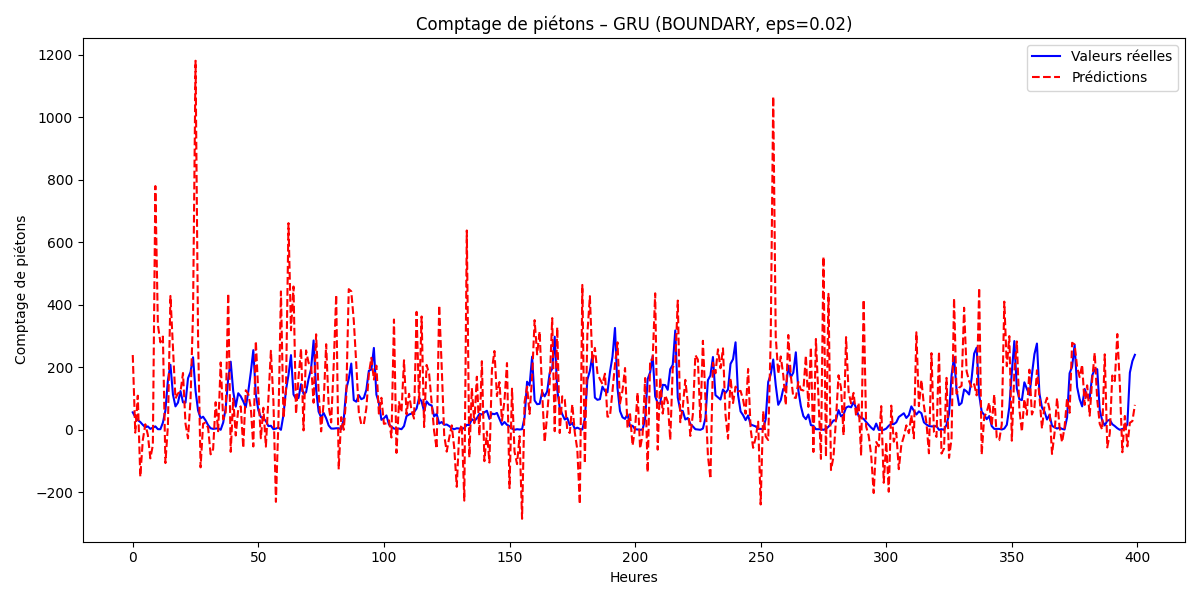 Comptage de piétons – GRU (BOUNDARY, eps=0.02)
Valeurs réelles
Prédictions
Comptage de piétons
1200
1000
800
600
400
200
0
−200
0 50 100 150 200 250 300 350 400
Heures